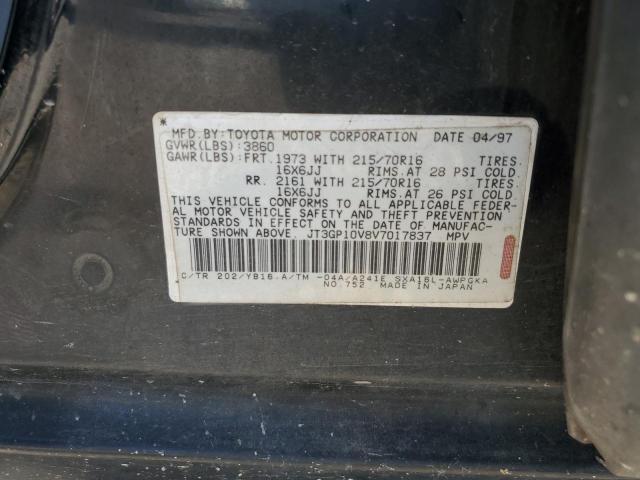 *
MFD. BY: TOYOTA MOTOR CORPORATION DATE 04/97
GVWR(LBS): 3860
GAWR(LBS): FRT. 1973 WITH 215/70R16 TIRES.
16X6JJ RIMS.AT 28 PSI COLD.
RR. 2161 WITH 215/70R16 TIRES.
16X6JJ RIMS.AT 26 PSI COLD.
THIS VEHICLE CONFORMS TO ALL APPLICABLE FEDER-
AL MOTOR VEHICLE SAFETY AND THEFT PREVENTION
STANDARDS IN EFFECT ON THE DATE OF MANUFAC-
TURE SHOWN ABOVE. JT3GP10V8V7017837 MPV
C/TR 202/YB16 A/TM -04A/A241E SXA16L-AWPGKA
NO.752 MADE IN JAPAN